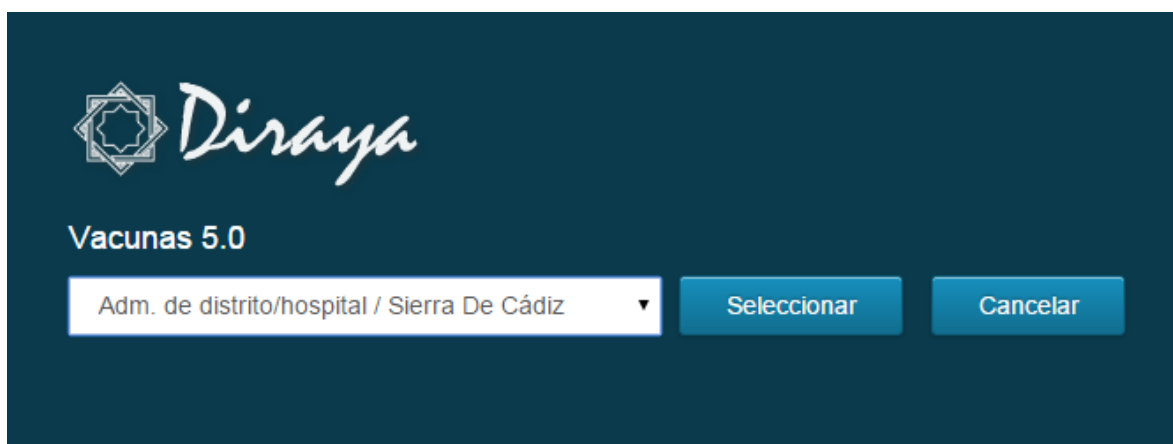 Diraya
Vacunas 5.0
Adm. de distrito/hospital / Sierra De Cádiz
Seleccionar
Cancelar